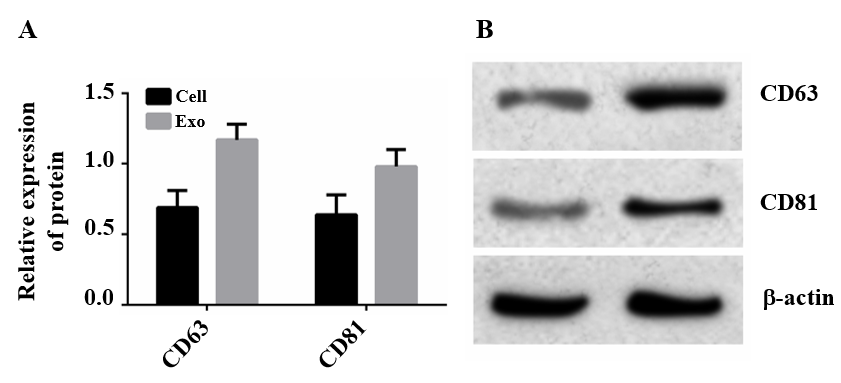 A
B
Relative expression
of protein
1.5
1.0
0.5
0.0
Cell
Exo
CD63
CD81
CD63
CD81
β-actin